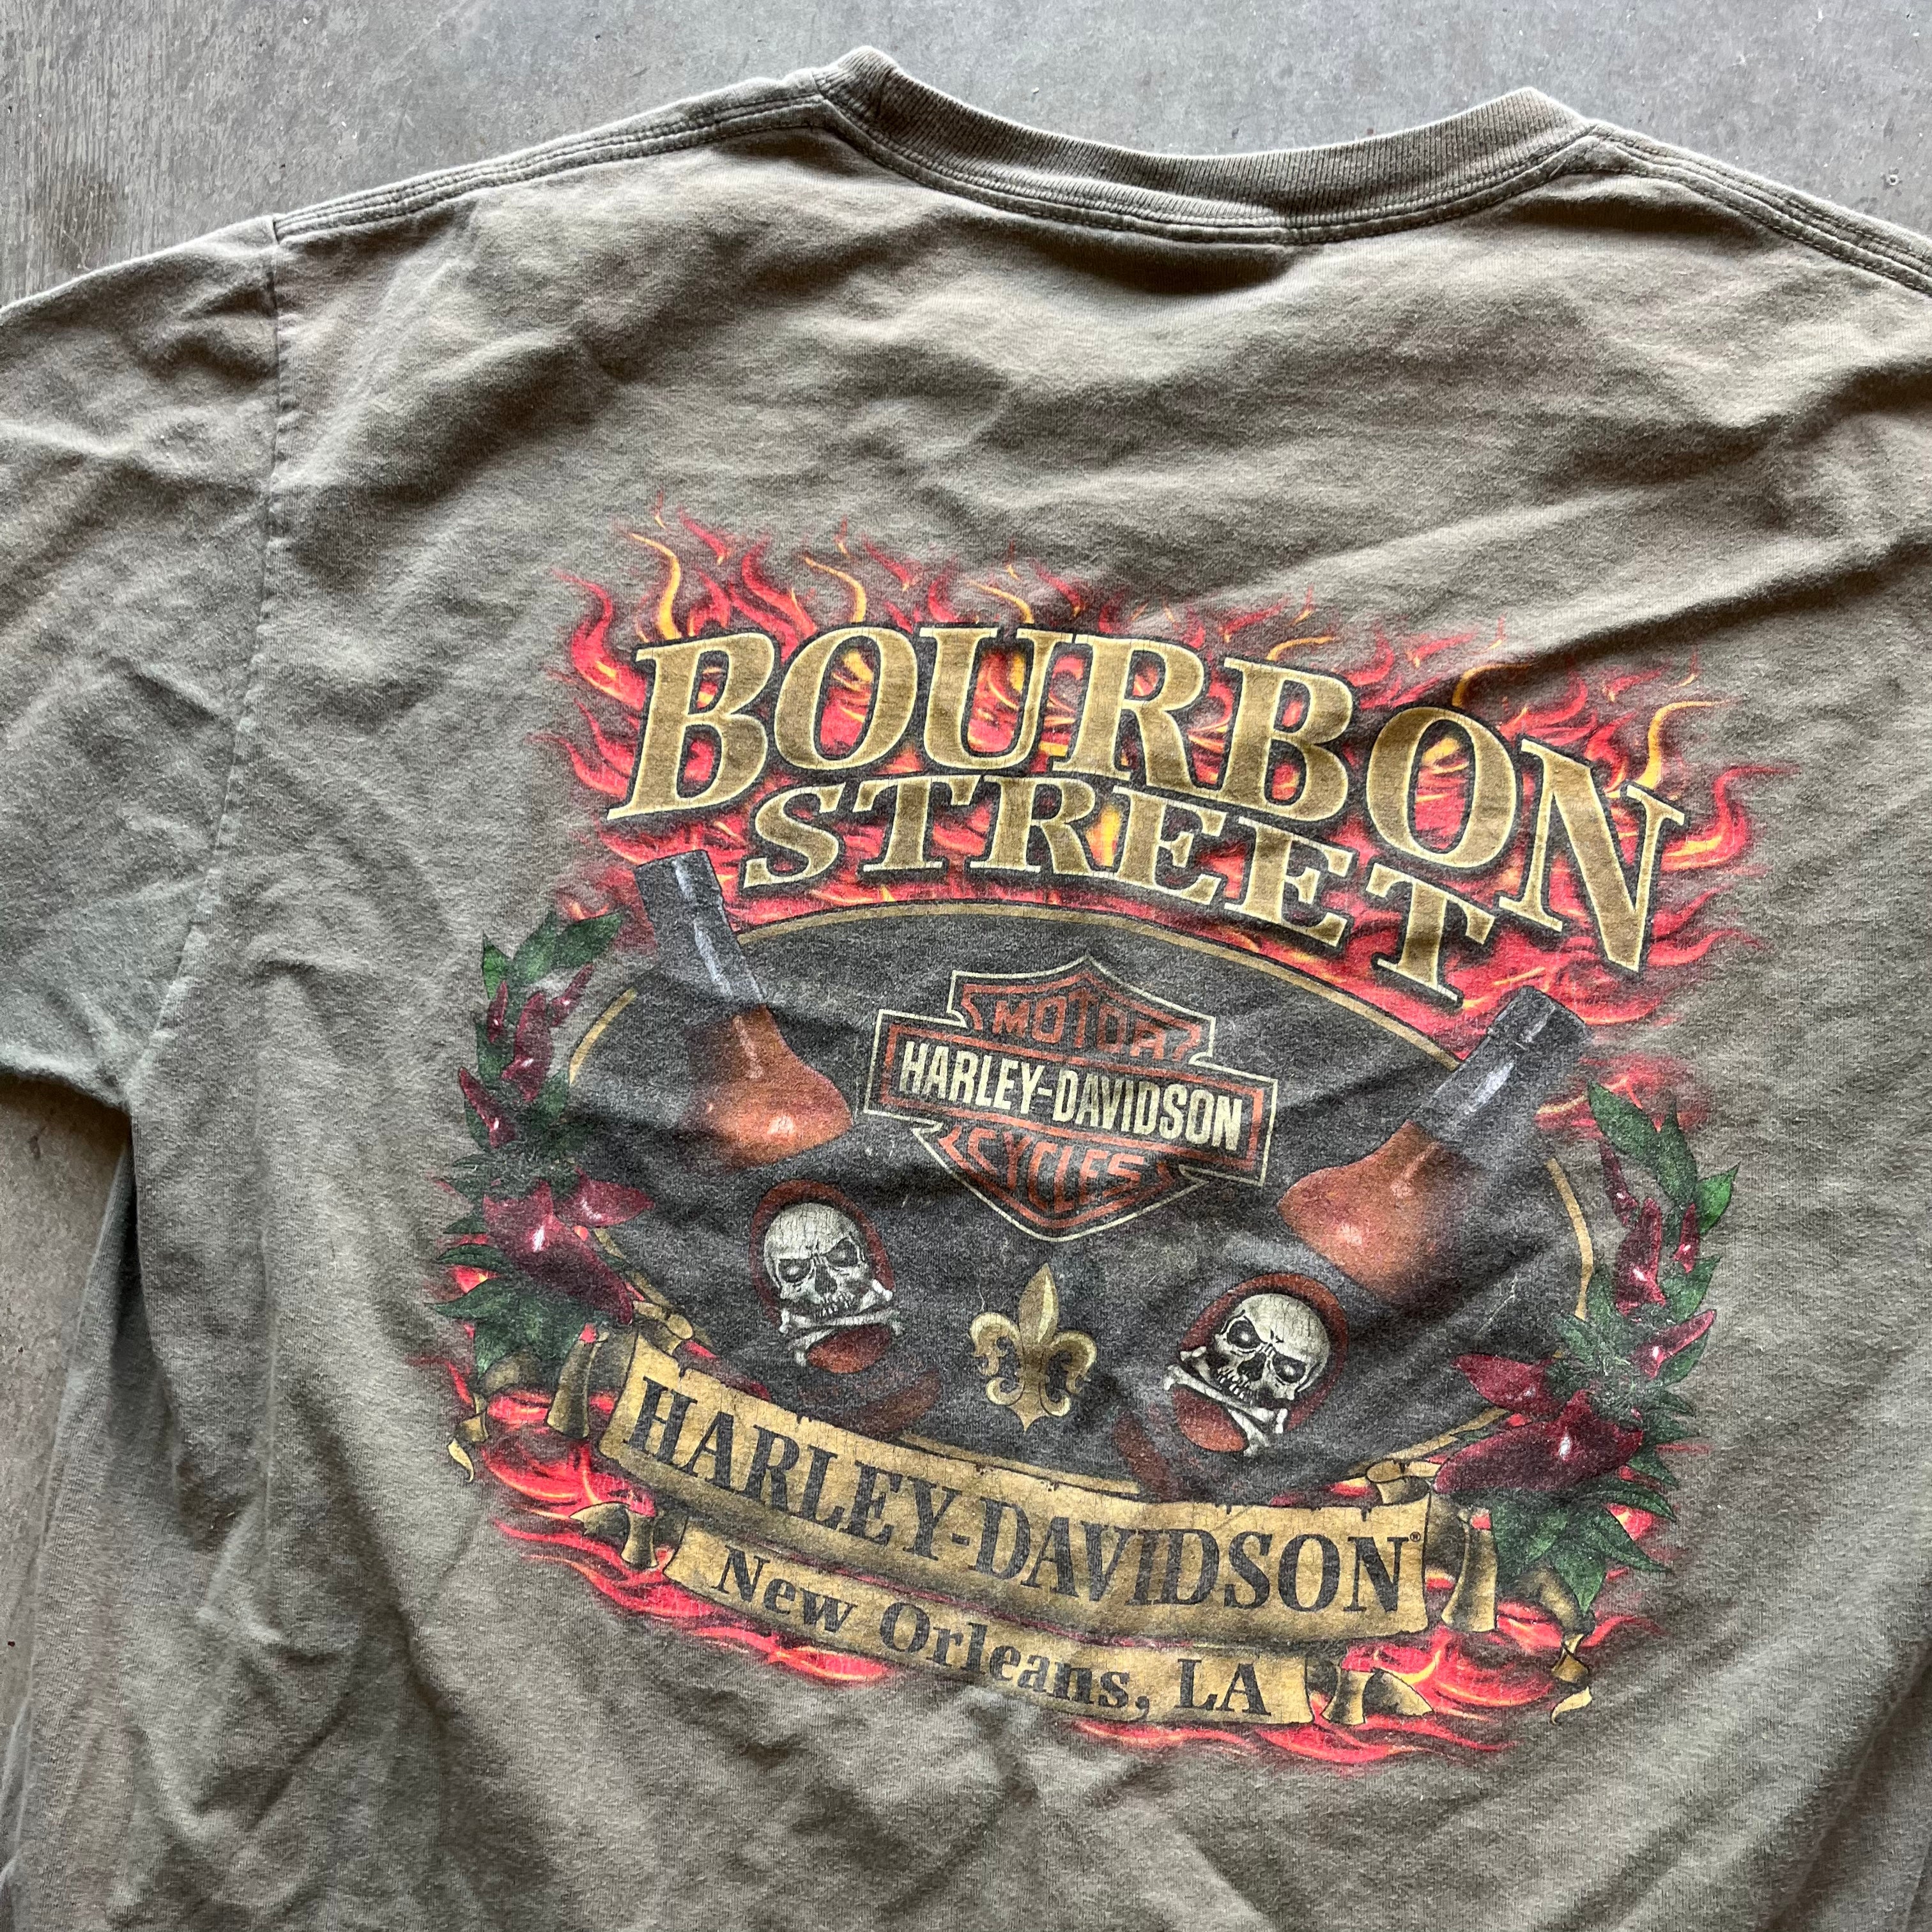 BOURBON
STREET
MOTOR
HARLEY-DAVIDSON
CYCLES
HARLEY-DAVIDSON®
New Orleans, LA